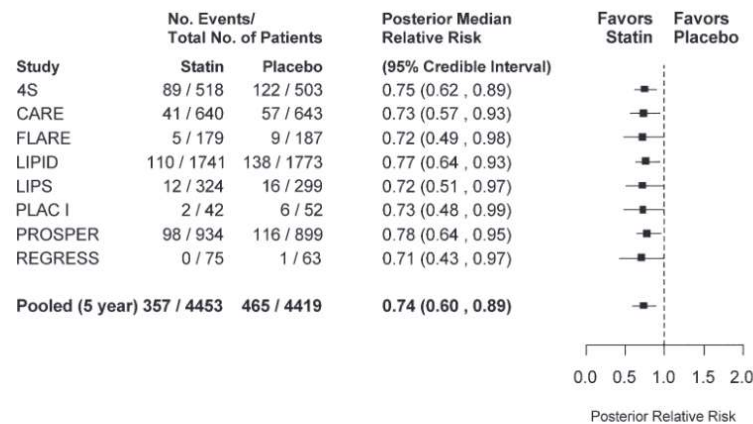 No. Events/ Posterior Median Favors Favors
Total No. of Patients Relative Risk Statin Placebo
Study Statin Placebo (95% Credible Interval)
4S 89 / 518 122 / 503 0.75 (0.62 , 0.89)
CARE 41 / 640 57 / 643 0.73 (0.57 , 0.93)
FLARE 5 / 179 9 / 187 0.72 (0.49 , 0.98)
LIPID 110 / 1741 138 / 1773 0.77 (0.64 , 0.93)
LIPS 12 / 324 16 / 299 0.72 (0.51 , 0.97)
PLAC I 2 / 42 6 / 52 0.73 (0.48 , 0.99)
PROSPER 98 / 934 116 / 899 0.78 (0.64 , 0.95)
REGRESS 0 / 75 1 / 63 0.71 (0.43 , 0.97)
Pooled (5 year) 357 / 4453 465 / 4419 0.74 (0.60 , 0.89)
0.0 0.5 1.0 1.5 2.0
Posterior Relative Risk